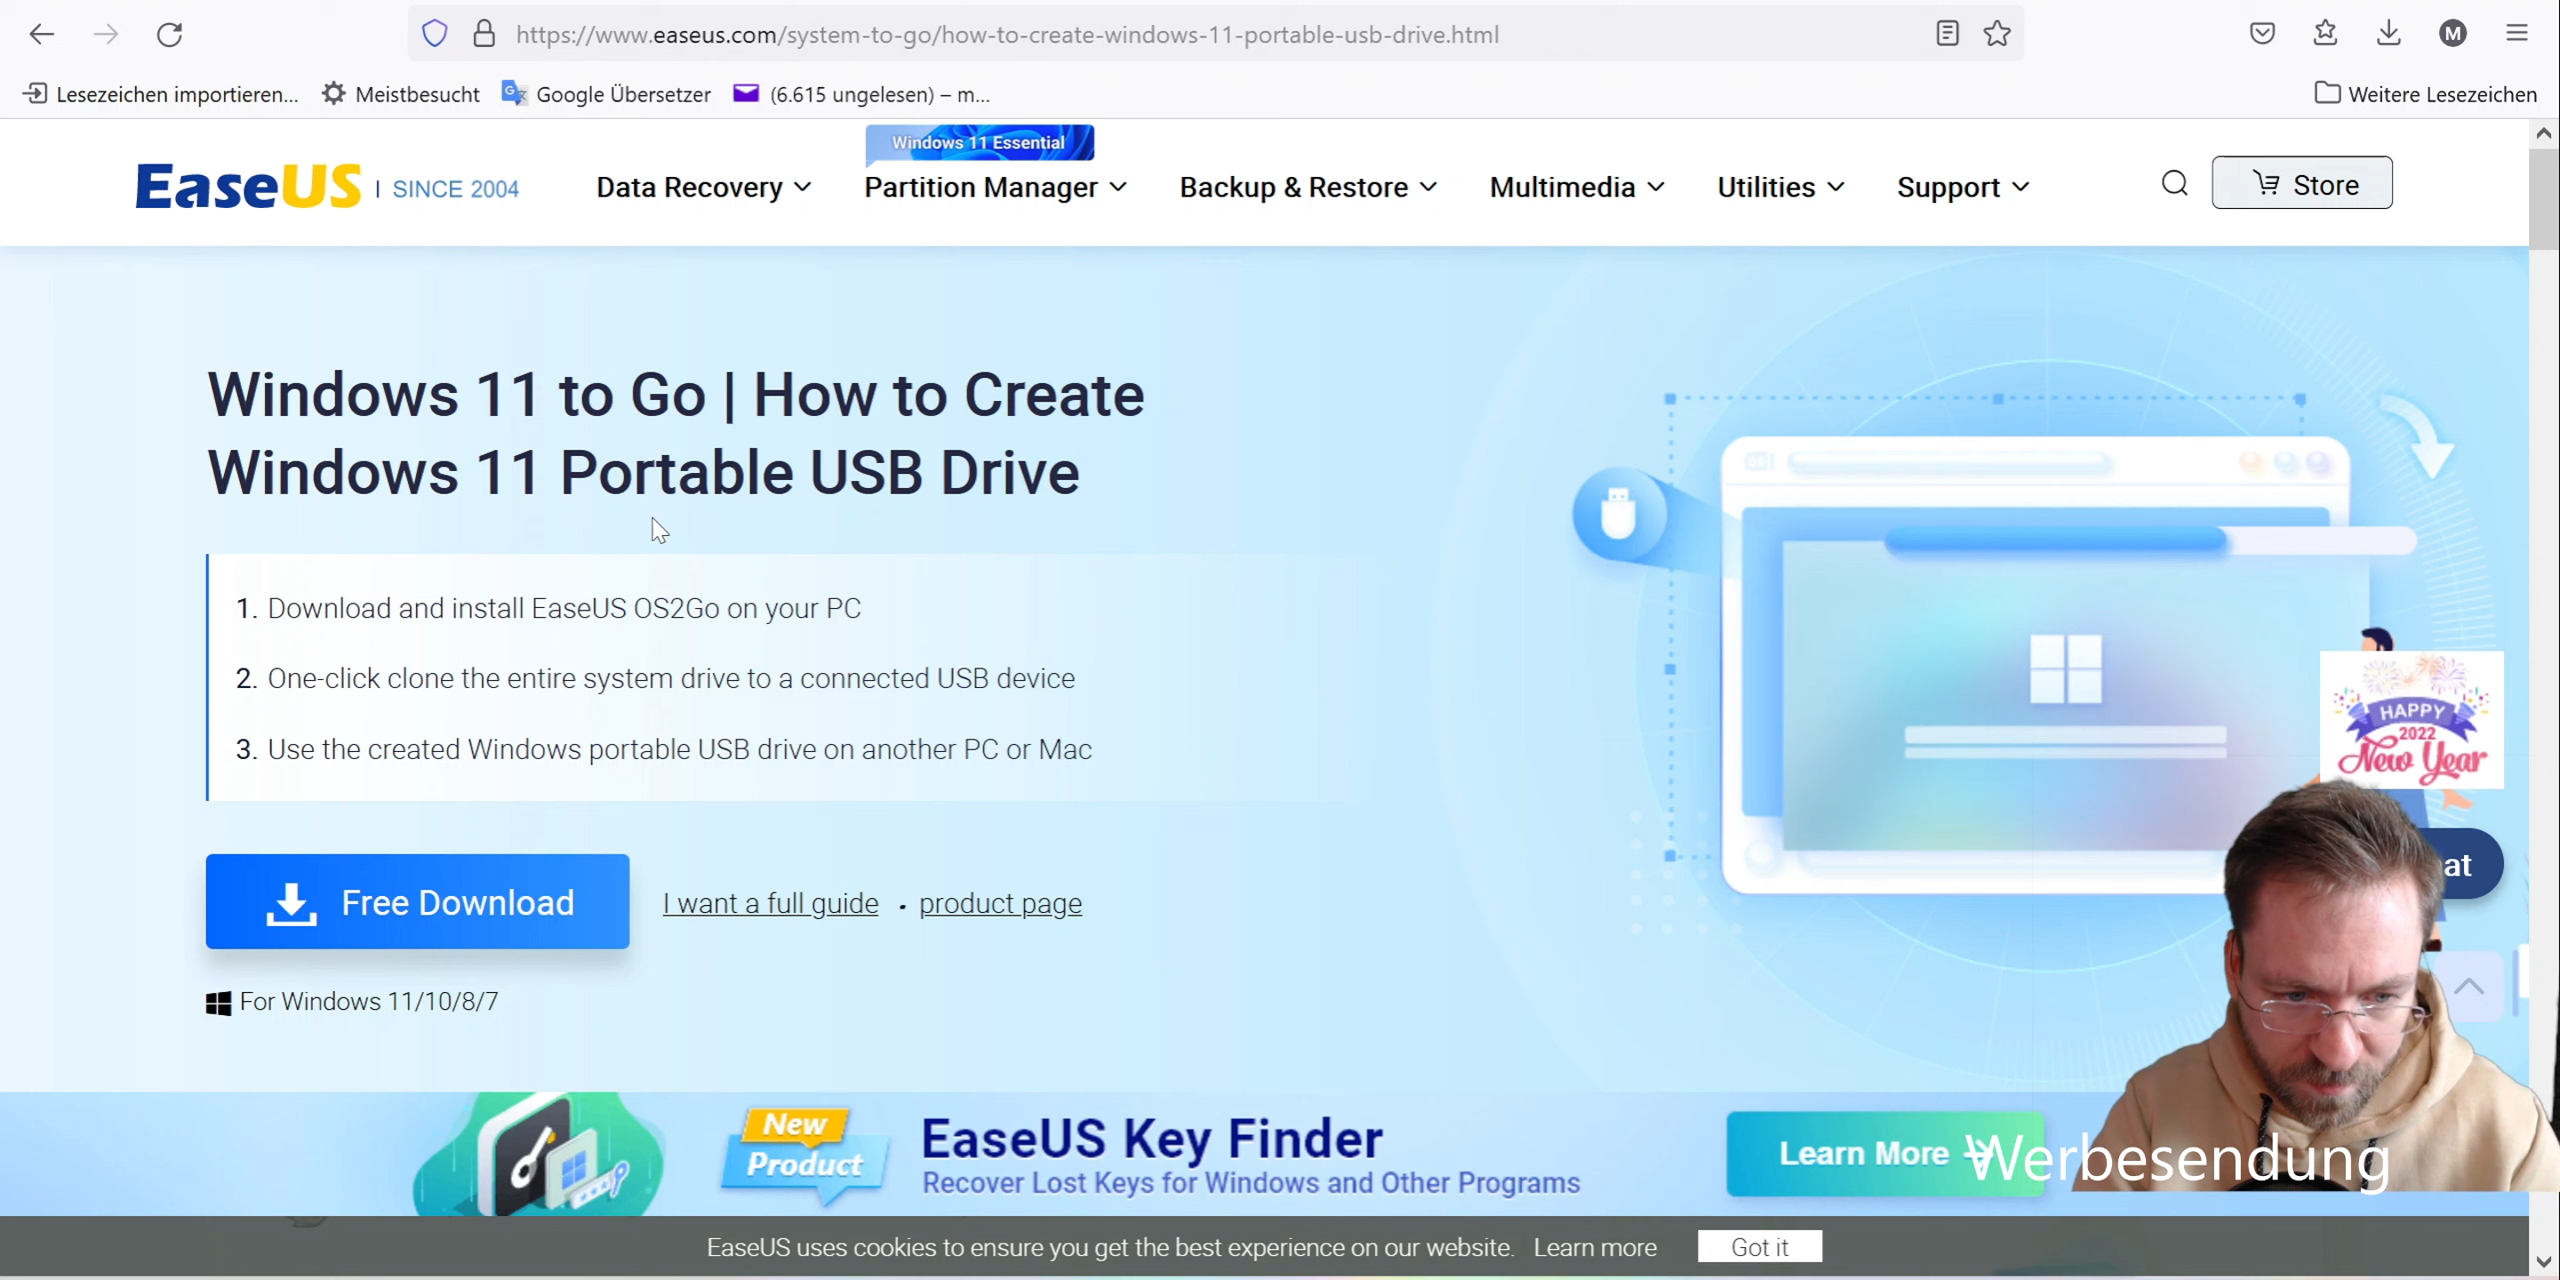 https://www.easeus.com/system-to-go/how-to-create-windows-11-portable-usb-drive.html
M
Lesezeichen importieren...
Meistbesucht
Google Übersetzer
(6.615 ungelesen) – m...
Weitere Lesezeichen
Windows 11 Essential
EaseUS | SINCE 2004
Data Recovery
Partition Manager
Backup & Restore
Multimedia
Utilities
Support
Store
Windows 11 to Go | How to Create
Windows 11 Portable USB Drive
1. Download and install EaseUS OS2Go on your PC
2. One-click clone the entire system drive to a connected USB device
3. Use the created Windows portable USB drive on another PC or Mac
HAPPY
2022
New Year
at
Free Download
I want a full guide · product page
For Windows 11/10/8/7
New
Product
EaseUS Key Finder
Recover Lost Keys for Windows and Other Programs
Learn More
Werbesendung
EaseUS uses cookies to ensure you get the best experience on our website. Learn more
Got it